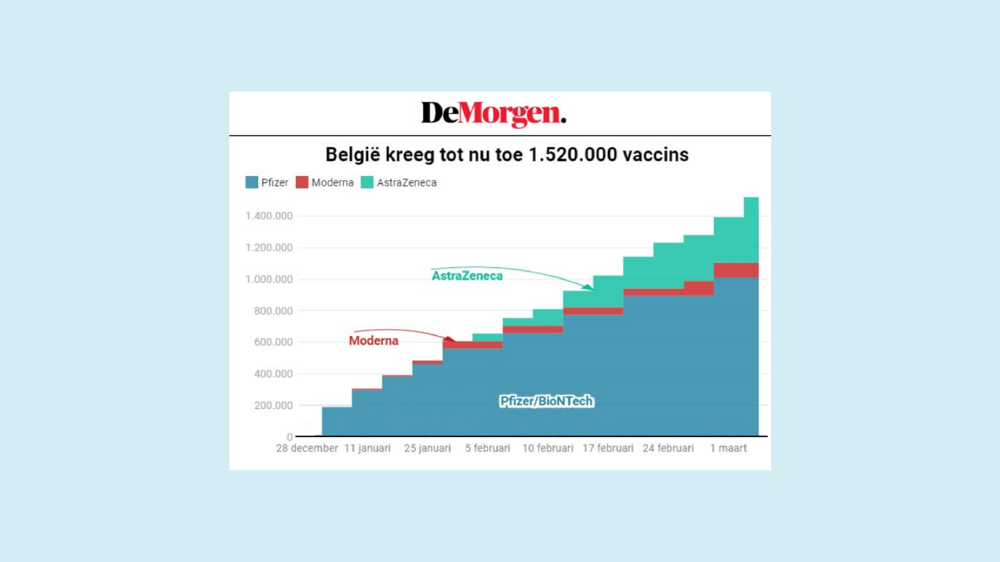 DeMorgen.
België kreeg tot nu toe 1.520.000 vaccins
Pfizer Moderna AstraZeneca
1.400.000
1.200.000
1.000.000
800.000
600.000
400.000
200.000
0
AstraZeneca
Moderna
Pfizer/BioNTech
28 december 11 januari 25 januari 5 februari 10 februari 17 februari 24 februari 1 maart